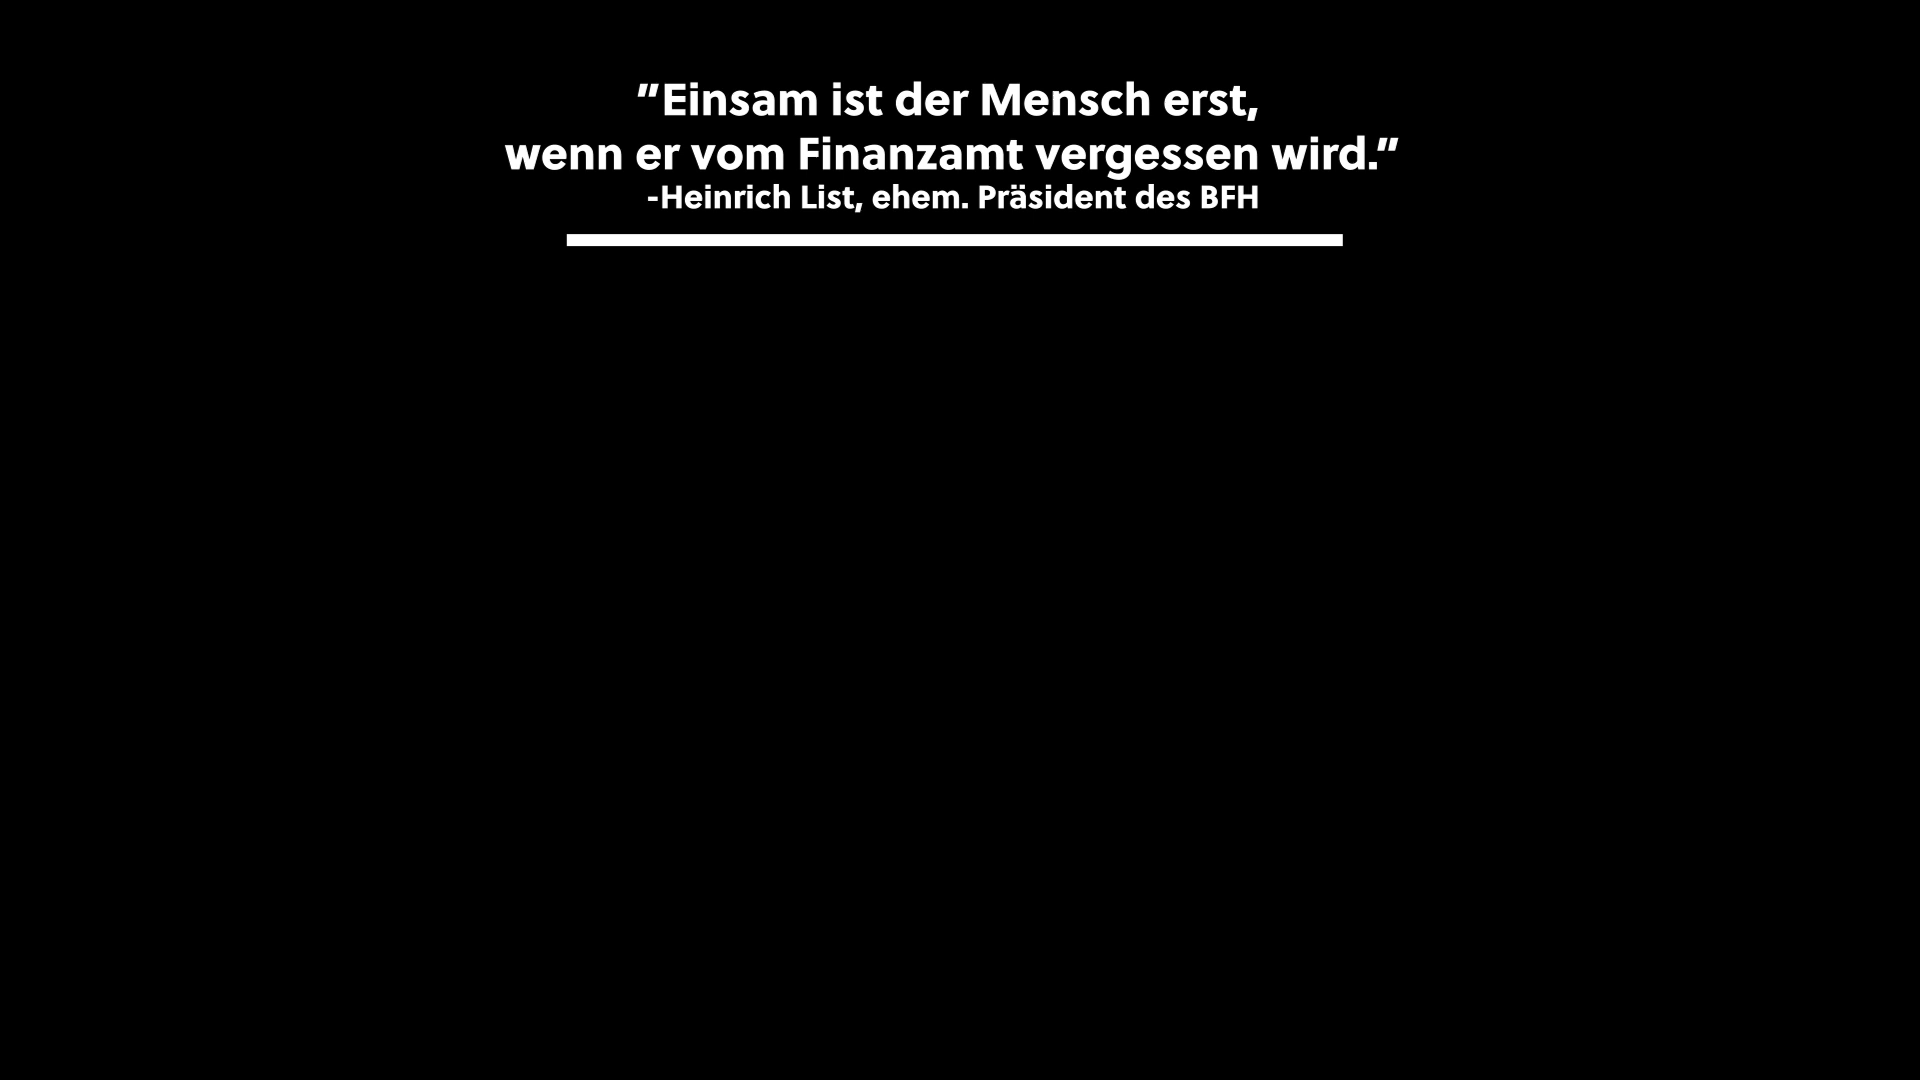 "Einsam ist der Mensch erst,
wenn er vom Finanzamt vergessen wird."
-Heinrich List, ehem. Präsident des BFH